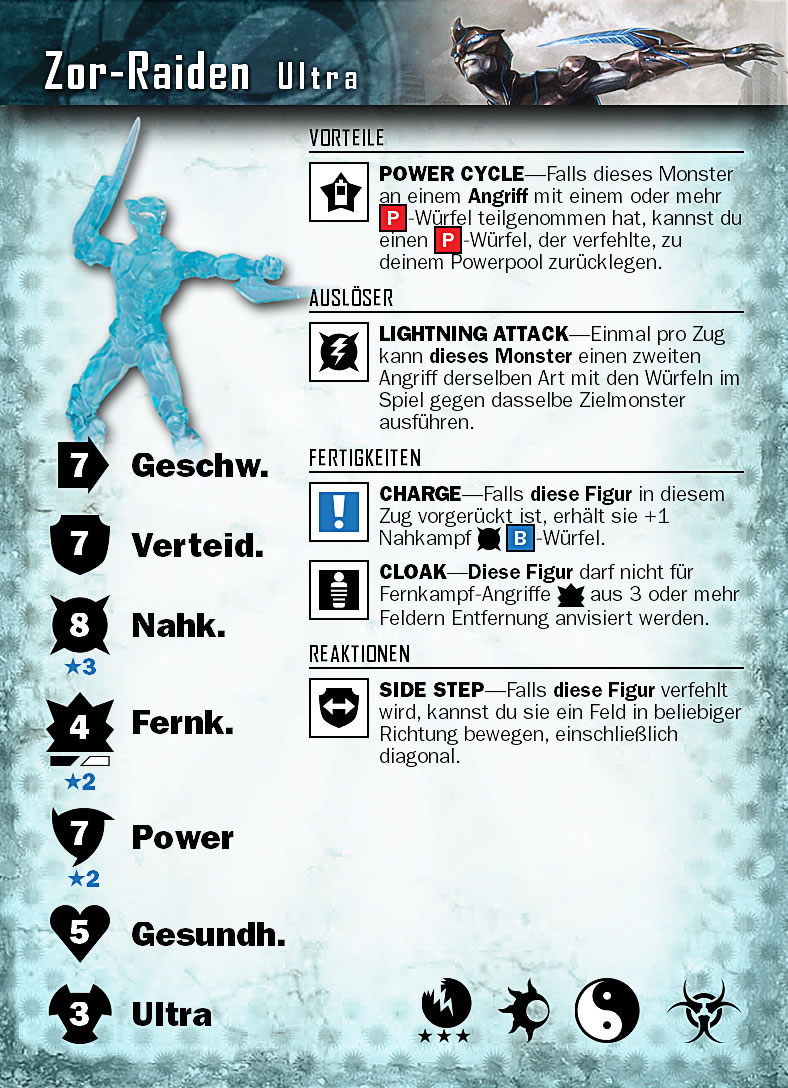 Zor-Raiden Ultra
VORTEILE
POWER CYCLE—Falls dieses Monster
an einem Angriff mit einem oder mehr
P-Würfel teilgenommen hat, kannst du
einen P-Würfel, der verfehlte, zu
deinem Powerpool zurücklegen.
AUSLÖSER
LIGHTNING ATTACK—Einmal pro Zug
kann dieses Monster einen zweiten
Angriff derselben Art mit den Würfeln im
Spiel gegen dasselbe Zielmonster
ausführen.
FERTIGKEITEN
CHARGE—Falls diese Figur in diesem
Zug vorgerückt ist, erhält sie +1
Nahkampf B-Würfel.
CLOAK—Diese Figur darf nicht für
Fernkampf-Angriffe aus 3 oder mehr
Feldern Entfernung anvisiert werden.
REAKTIONEN
SIDE STEP—Falls diese Figur verfehlt
wird, kannst du sie ein Feld in beliebiger
Richtung bewegen, einschließlich
diagonal.
7 Geschw.
7 Verteid.
8 Nahk.
★3
4 Fernk.
★2
7 Power
★2
5 Gesundh.
3 Ultra
★★★